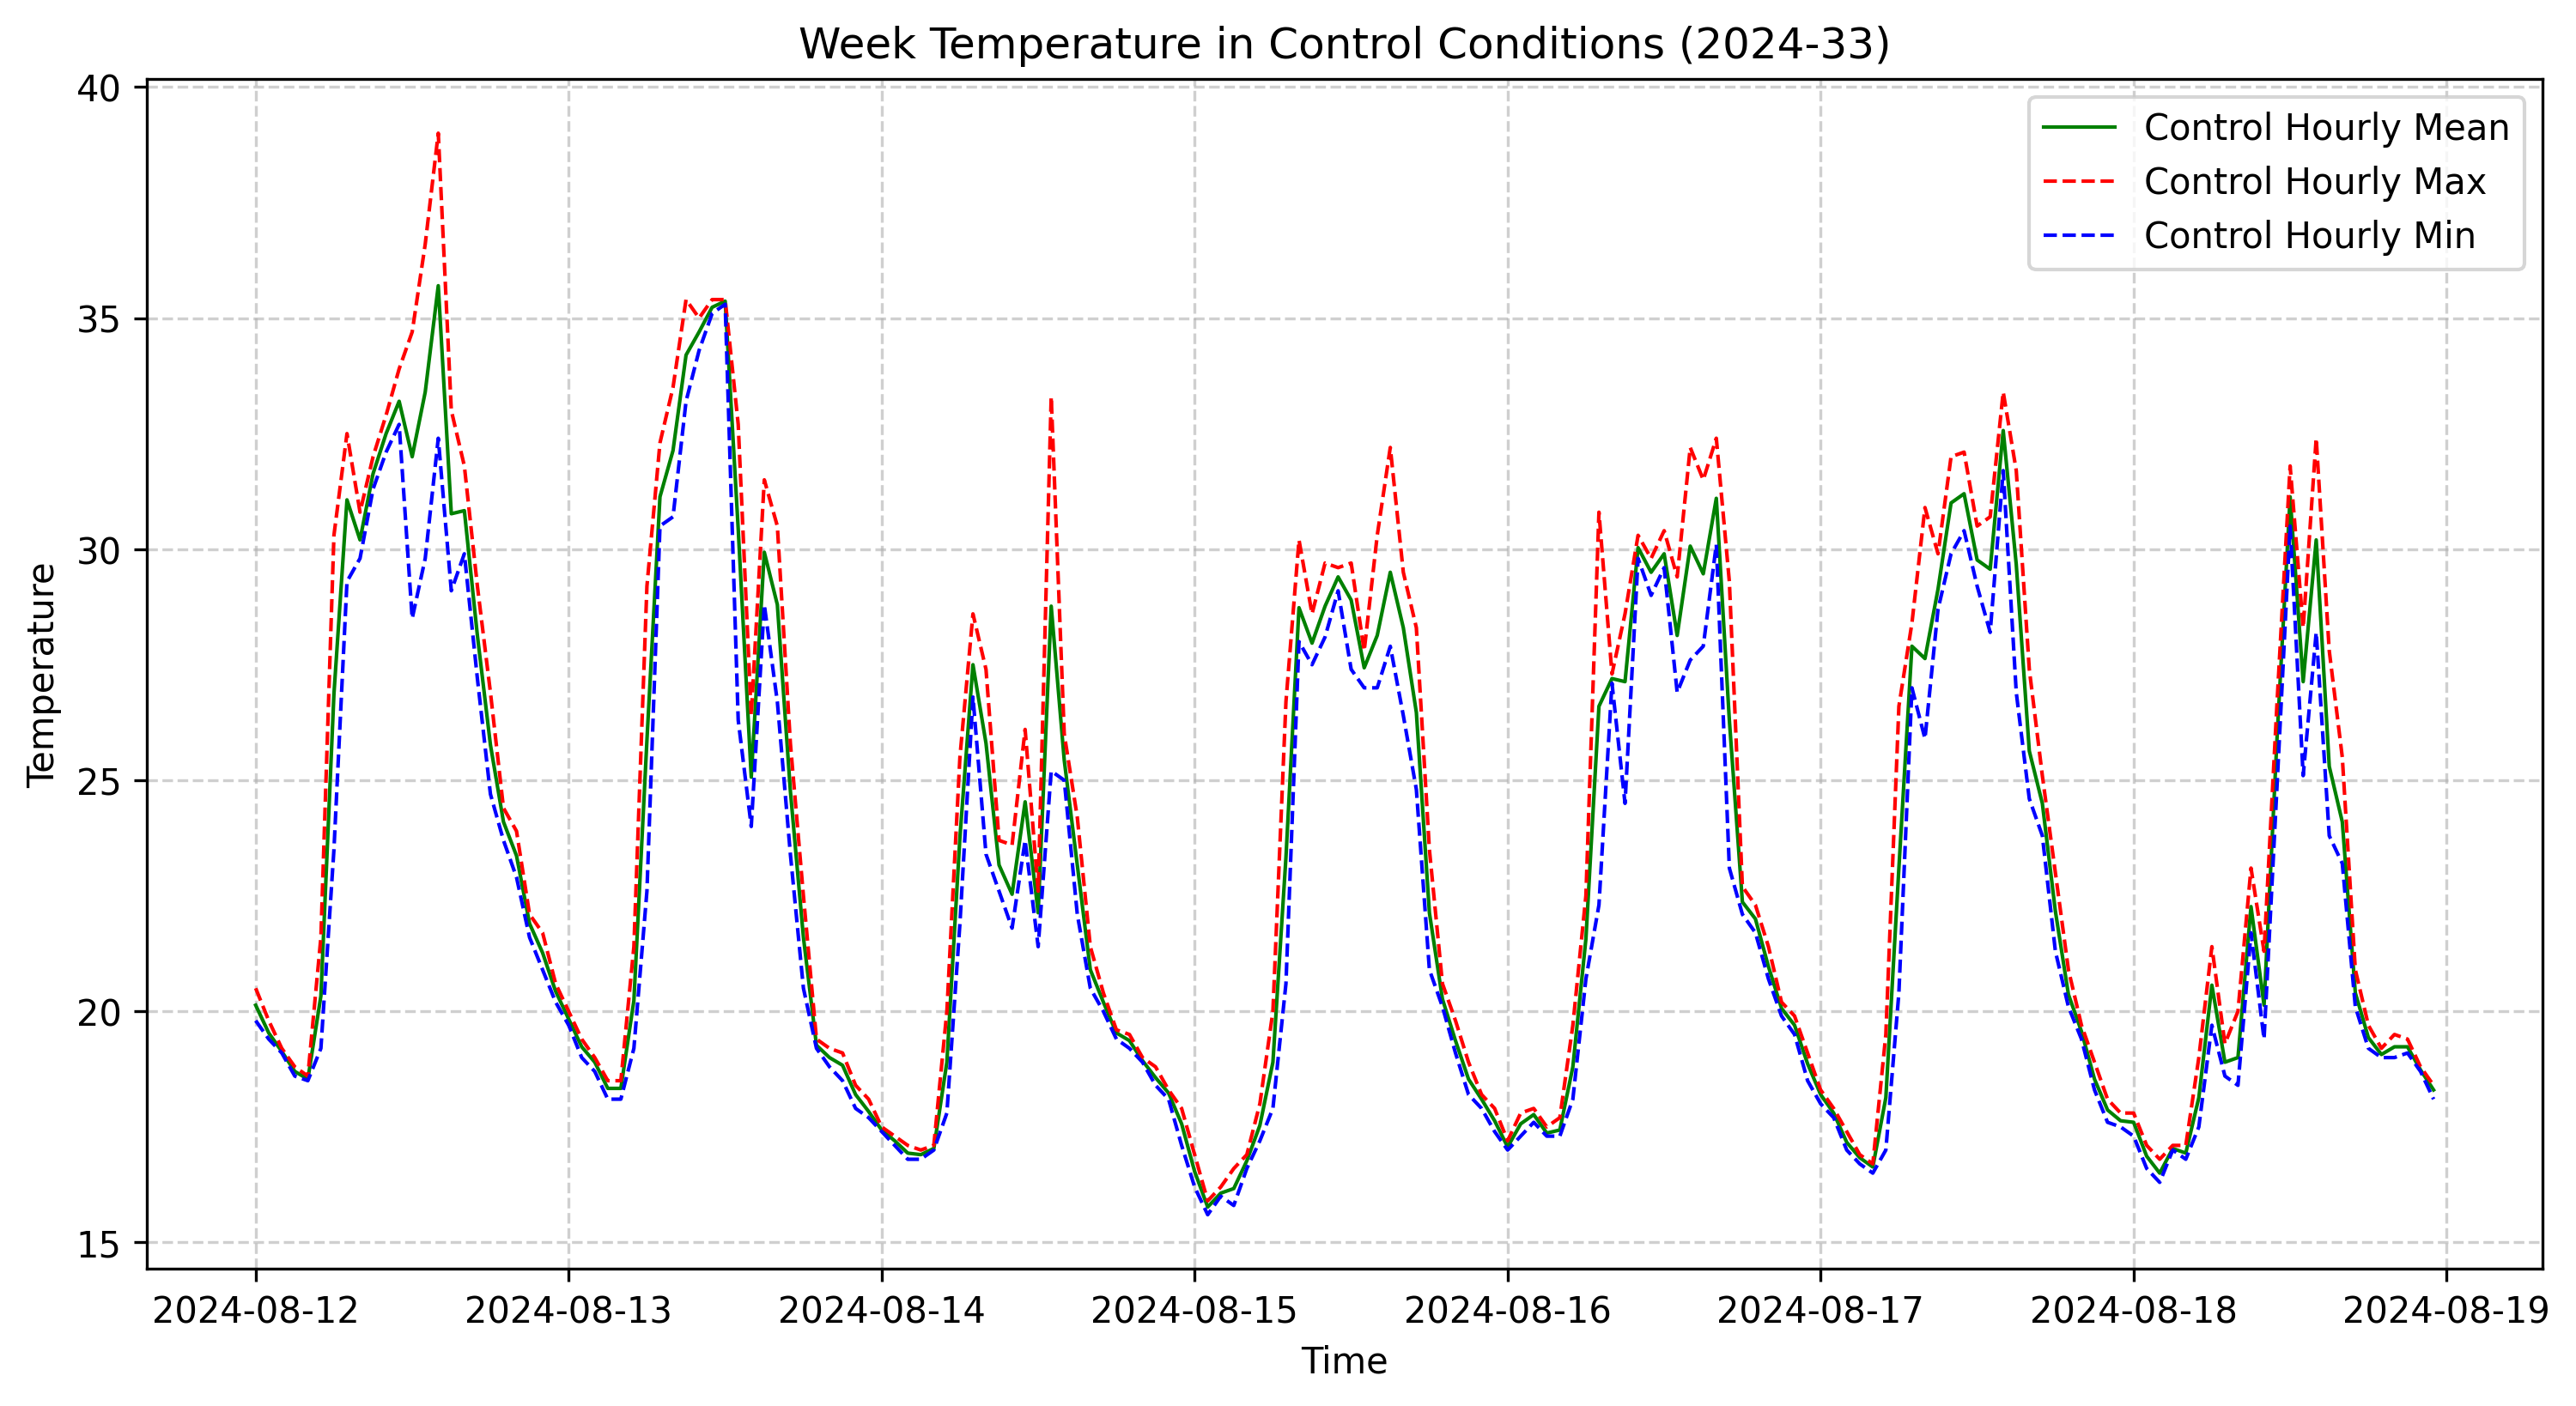 Week Temperature in Control Conditions (2024-33)
40
35
30
25
20
15
Temperature
Control Hourly Mean
Control Hourly Max
Control Hourly Min
2024-08-12
2024-08-13
2024-08-14
2024-08-15
2024-08-16
2024-08-17
2024-08-18
2024-08-19
Time